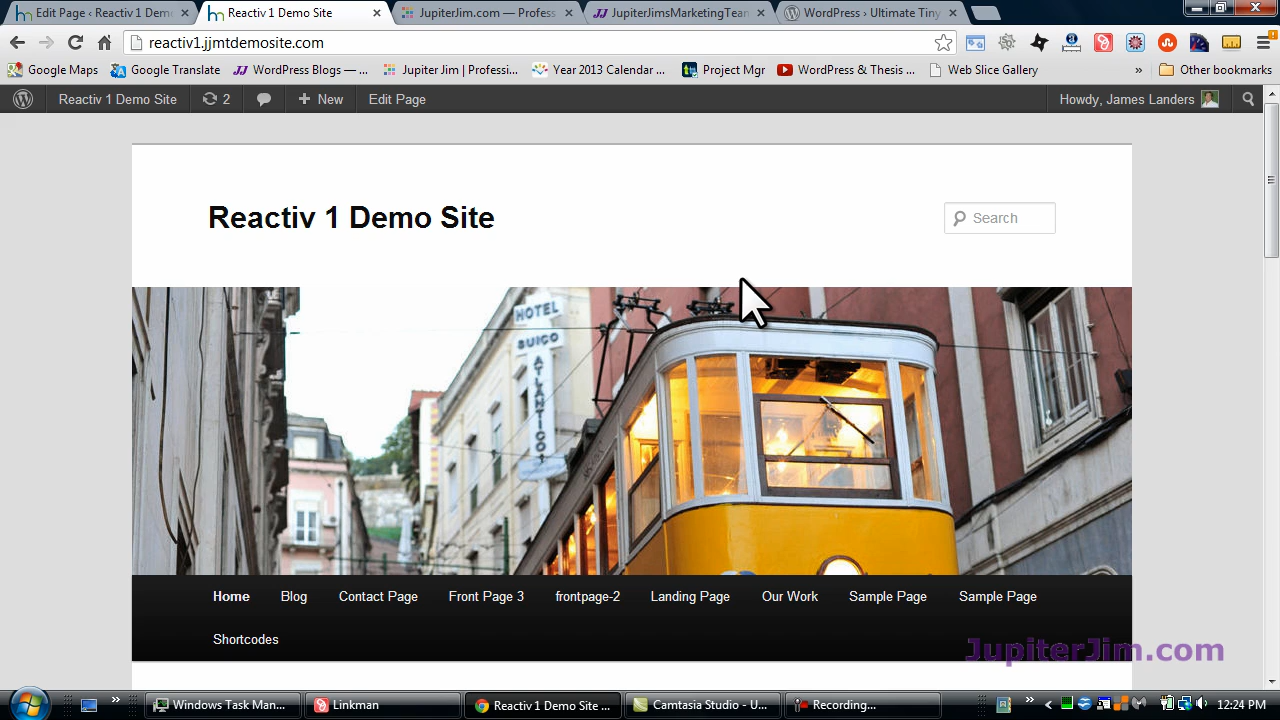 Edit Page ‹ Reactiv 1 Demo
Reactiv 1 Demo Site
JupiterJim.com — Profess
JupiterJimsMarketingTean
WordPress › Ultimate Tiny
reactiv1.jjmtdemosite.com
Google Maps
Google Translate
WordPress Blogs — ...
Jupiter Jim | Professi...
Year 2013 Calendar ...
Project Mgr
WordPress & Thesis ...
Web Slice Gallery
»
Other bookmarks
Reactiv 1 Demo Site
2
New
Edit Page
Howdy, James Landers
Reactiv 1 Demo Site
Search
HOTEL
SUIÇO
ATLANTICO
Home
Blog
Contact Page
Front Page 3
frontpage-2
Landing Page
Our Work
Sample Page
Sample Page
Shortcodes
JupiterJim.com
Windows Task Man...
Linkman
Reactiv 1 Demo Site ...
Camtasia Studio - U...
Recording...
12:24 PM